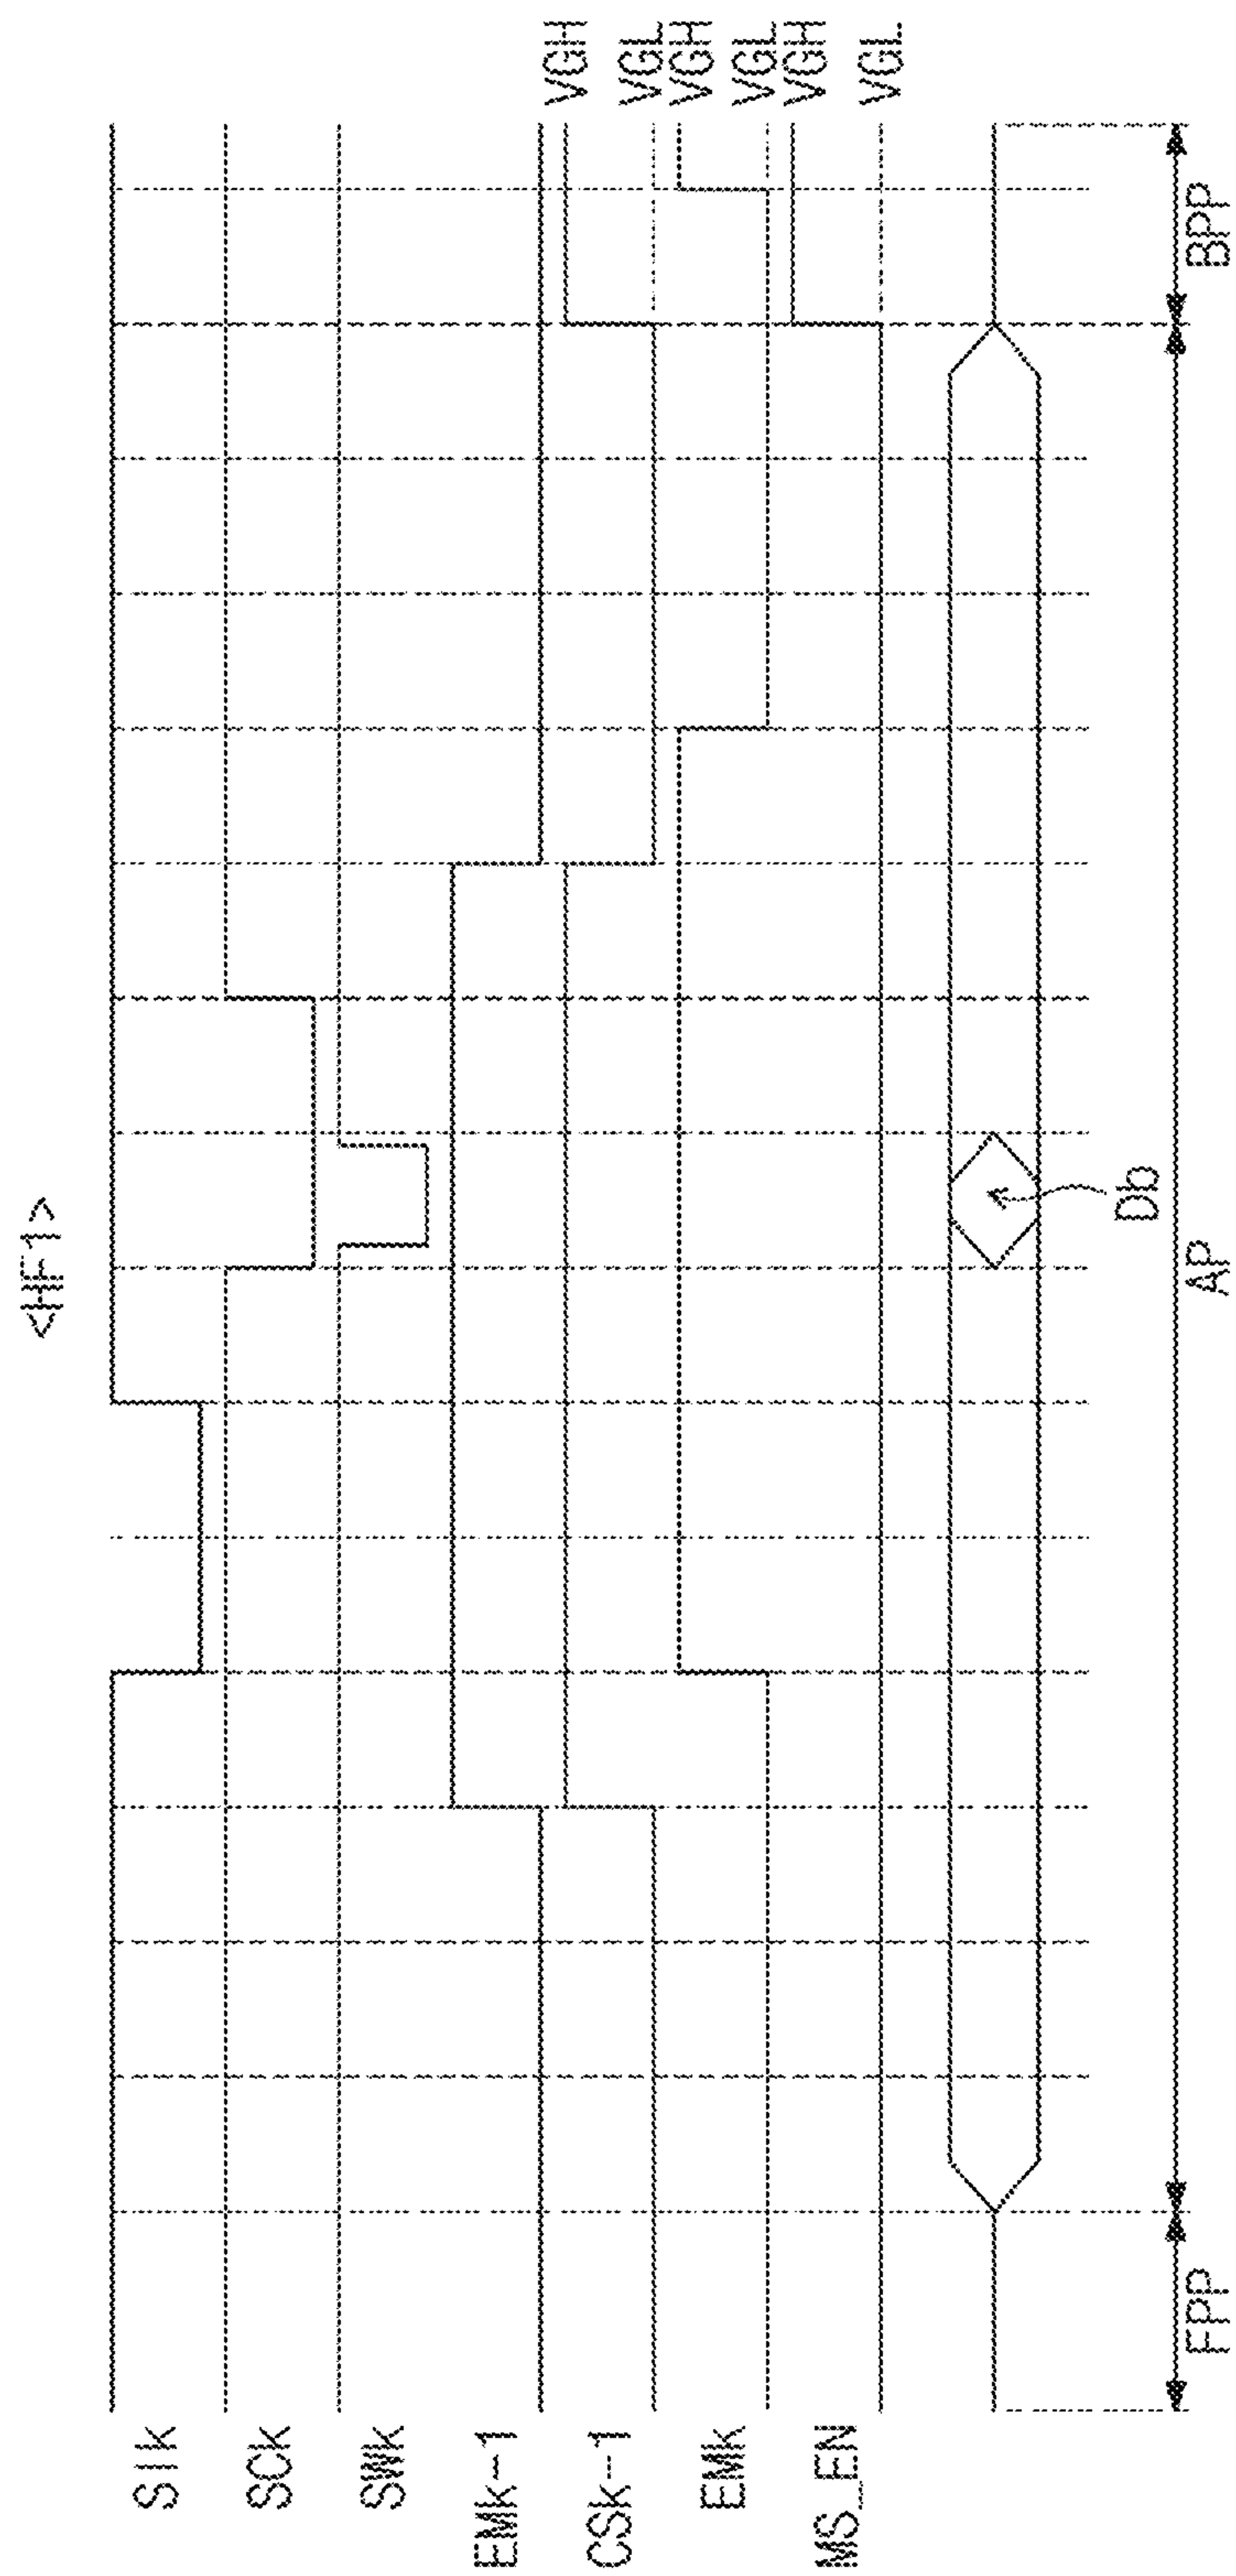 <HF1>
SIk
SCk
SWk
EMk-1
CSk-1
EMk
MS_EN
VGH
VGL
VGH
VGL
VGH
VGL
Db
FPP
AP
BPP